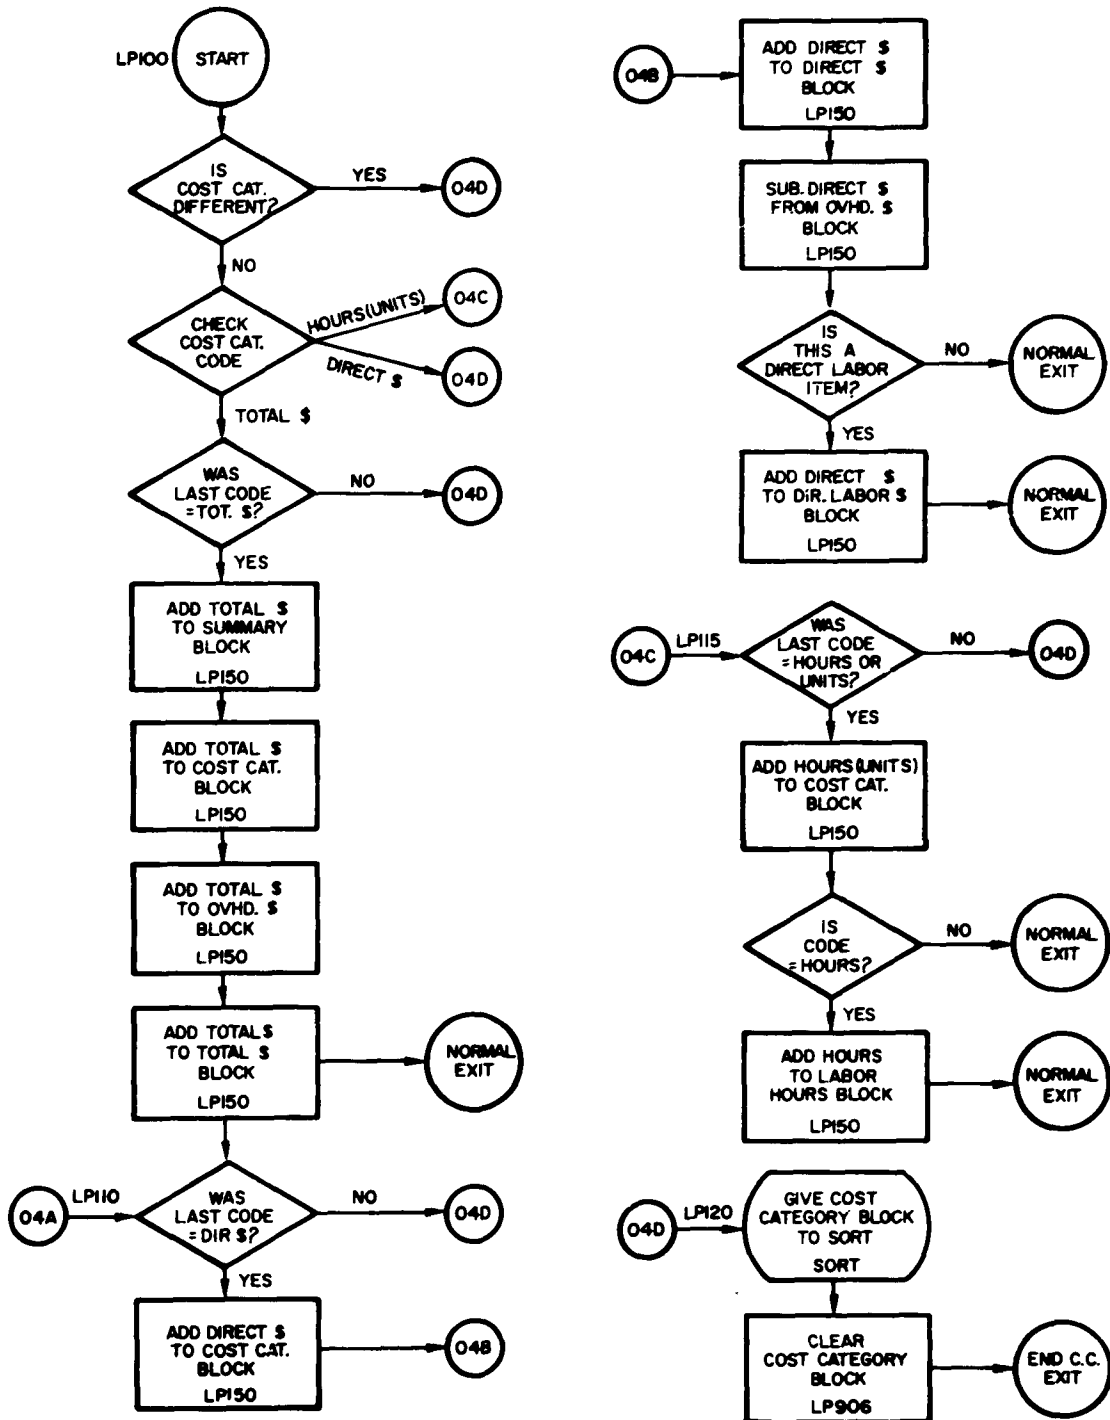 LP100
START
IS
COST CAT.
DIFFERENT?
YES
04D
NO
CHECK
COST CAT.
CODE
HOURS(UNITS)
04C
DIRECT $
04D
TOTAL $
WAS
LAST CODE
=TOT. $?
NO
04D
YES
ADD TOTAL $
TO SUMMARY
BLOCK
LP150
ADD TOTAL $
TO COST CAT.
BLOCK
LP150
ADD TOTAL $
TO OVHD. $
BLOCK
LP150
ADD TOTAL $
TO TOTAL $
BLOCK
LP150
NORMAL
EXIT
04A
LP110
WAS
LAST CODE
=DIR $?
NO
04D
YES
ADD DIRECT $
TO COST CAT.
BLOCK
LP150
04B
04B
ADD DIRECT $
TO DIRECT $
BLOCK
LP150
SUB. DIRECT $
FROM OVHD. $
BLOCK
LP150
IS
THIS A
DIRECT LABOR
ITEM?
NO
NORMAL
EXIT
YES
ADD DIRECT $
TO DIR. LABOR $
BLOCK
LP150
NORMAL
EXIT
04C
LP115
WAS
LAST CODE
=HOURS OR
UNITS?
NO
04D
YES
ADD HOURS(UNITS)
TO COST CAT.
BLOCK
LP150
IS
CODE
=HOURS?
NO
NORMAL
EXIT
YES
ADD HOURS
TO LABOR
HOURS BLOCK
LP150
NORMAL
EXIT
04D
LP120
GIVE COST
CATEGORY BLOCK
TO SORT
SORT
CLEAR
COST CATEGORY
BLOCK
LP906
END C.C.
EXIT